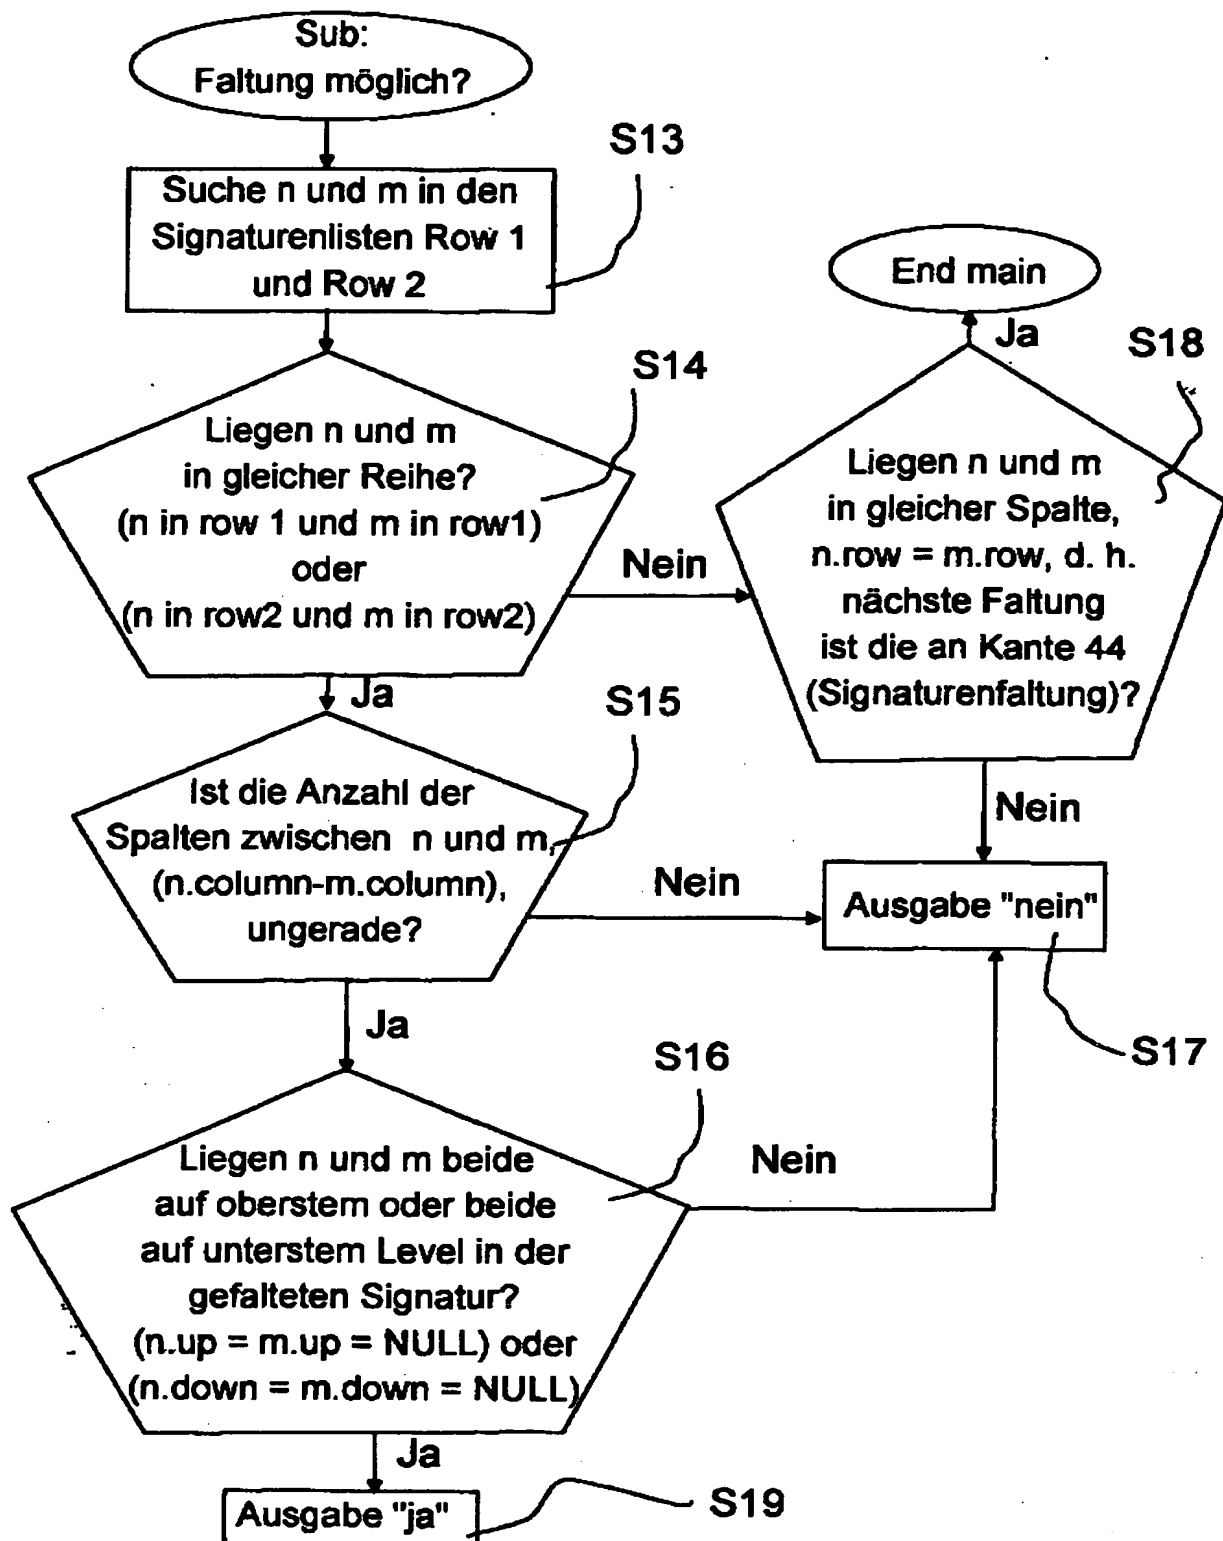 Sub:
Faltung möglich?
S13
Suche n und m in den
Signaturenlisten Row 1
und Row 2
End main
Ja
S18
S14
Liegen n und m
in gleicher Reihe?
(n in row 1 und m in row1)
oder
(n in row2 und m in row2)
Nein
Liegen n und m
in gleicher Spalte,
n.row = m.row, d. h.
nächste Faltung
ist die an Kante 44
(Signaturenfaltung)?
Ja
S15
Ist die Anzahl der
Spalten zwischen n und m,
(n.column-m.column),
ungerade?
Nein
Nein
Ausgabe "nein"
S17
Ja
S16
Liegen n und m beide
auf oberstem oder beide
auf unterstem Level in der
gefalteten Signatur?
(n.up = m.up = NULL) oder
(n.down = m.down = NULL)
Nein
Ja
Ausgabe "ja"
S19